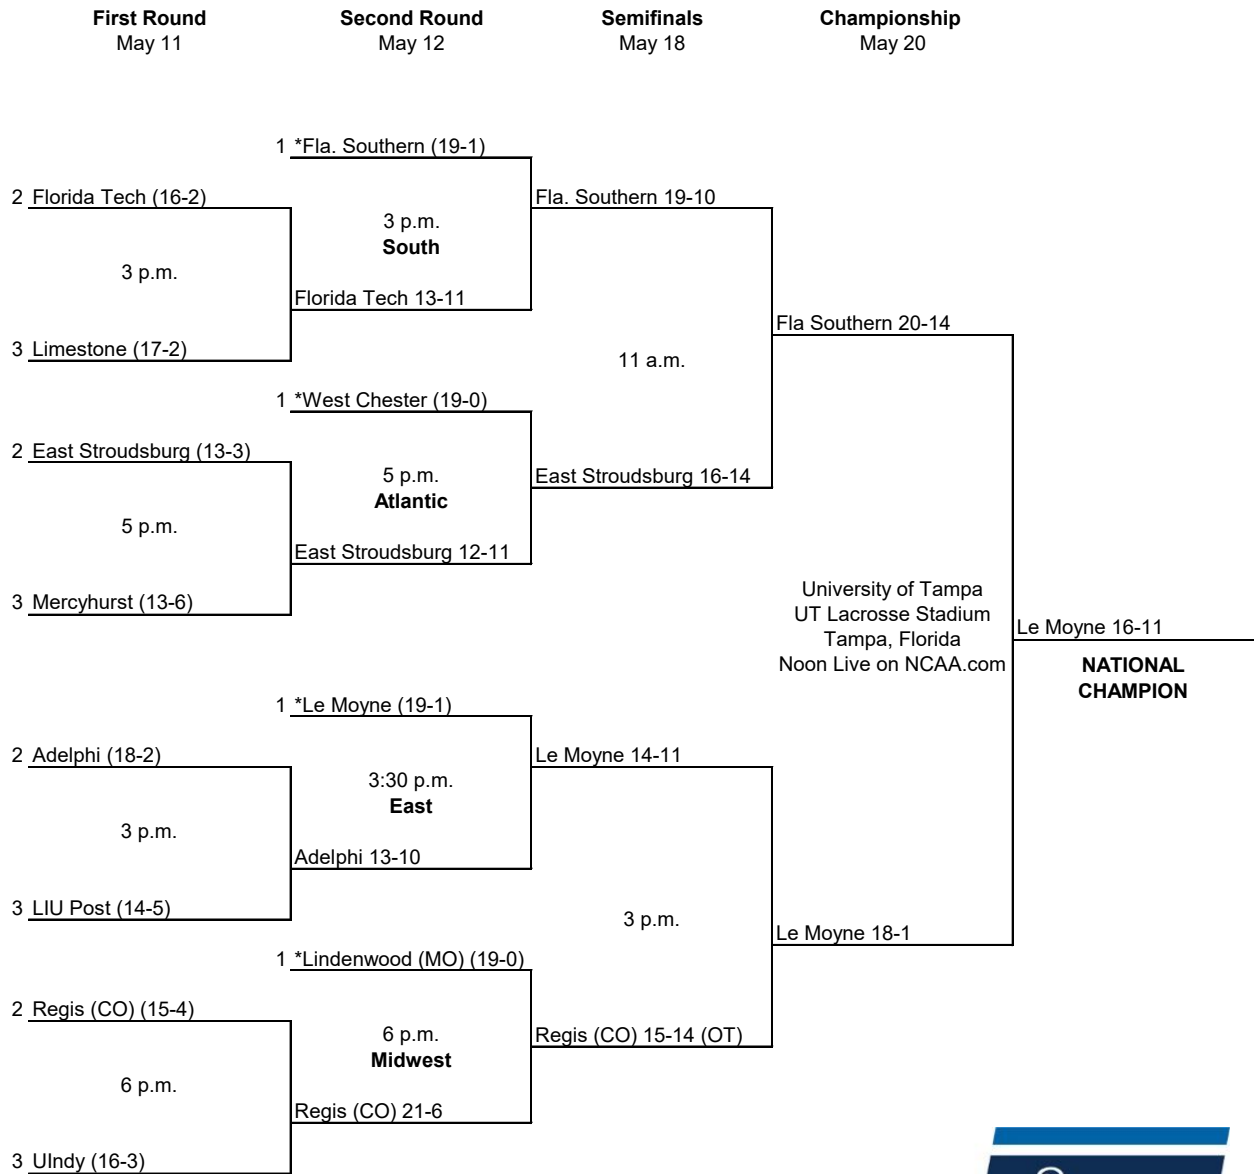 First Round
May 11
Second Round
May 12
Semifinals
May 18
Championship
May 20
1 *Fla. Southern (19-1)
2 Florida Tech (16-2)
Fla. Southern 19-10
3 p.m.
South
3 p.m.
Florida Tech 13-11
Fla Southern 20-14
3 Limestone (17-2)
11 a.m.
1 *West Chester (19-0)
2 East Stroudsburg (13-3)
5 p.m.
Atlantic
East Stroudsburg 16-14
5 p.m.
East Stroudsburg 12-11
3 Mercyhurst (13-6)
University of Tampa
UT Lacrosse Stadium
Tampa, Florida
Noon Live on NCAA.com
Le Moyne 16-11
NATIONAL
CHAMPION
1 *Le Moyne (19-1)
2 Adelphi (18-2)
Le Moyne 14-11
3:30 p.m.
East
3 p.m.
Adelphi 13-10
3 LIU Post (14-5)
3 p.m.
Le Moyne 18-1
1 *Lindenwood (MO) (19-0)
2 Regis (CO) (15-4)
6 p.m.
Midwest
Regis (CO) 15-14 (OT)
6 p.m.
Regis (CO) 21-6
3 UIndy (16-3)